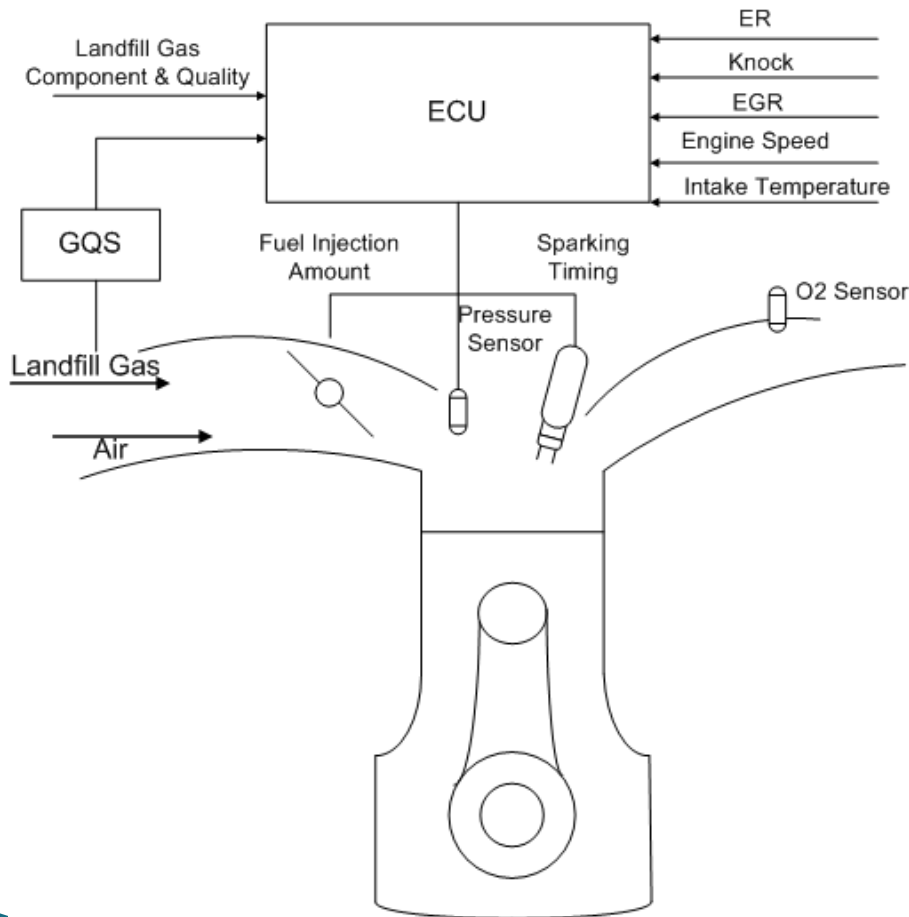 ER
Landfill Gas
Component & Quality
Knock
ECU
EGR
Engine Speed
Intake Temperature
GQS
Fuel Injection
Amount
Sparking
Timing
O2 Sensor
Pressure
Sensor
Landfill Gas
Air